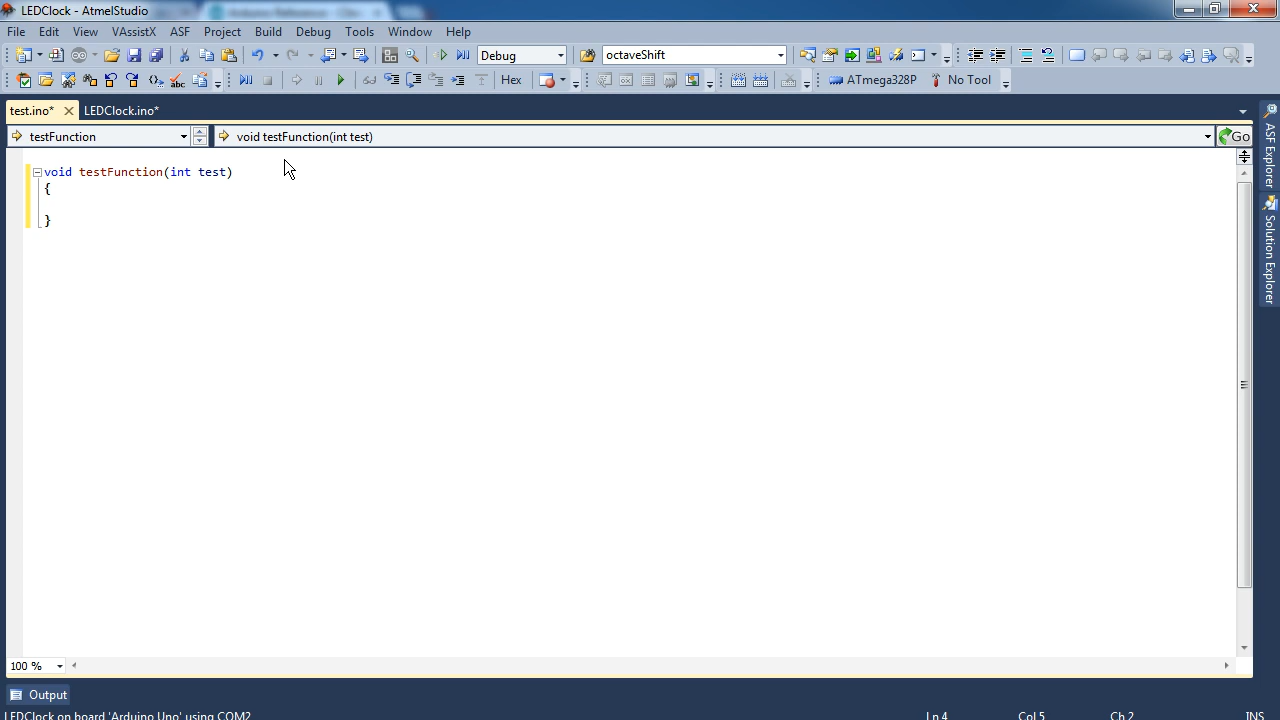 LEDClock - AtmelStudio
File Edit View VAssistX ASF Project Build Debug Tools Window Help
Debug octaveShift
Hex ATmega328P No Tool
test.ino* LEDClock.ino*
testFunction void testFunction(int test) Go
void testFunction(int test)
{
}
ASF Explorer
Solution Explorer
100 %
Output
LEDClock on board 'Arduino Uno' using COM2 Ln 4 Col 5 Ch 2 INS